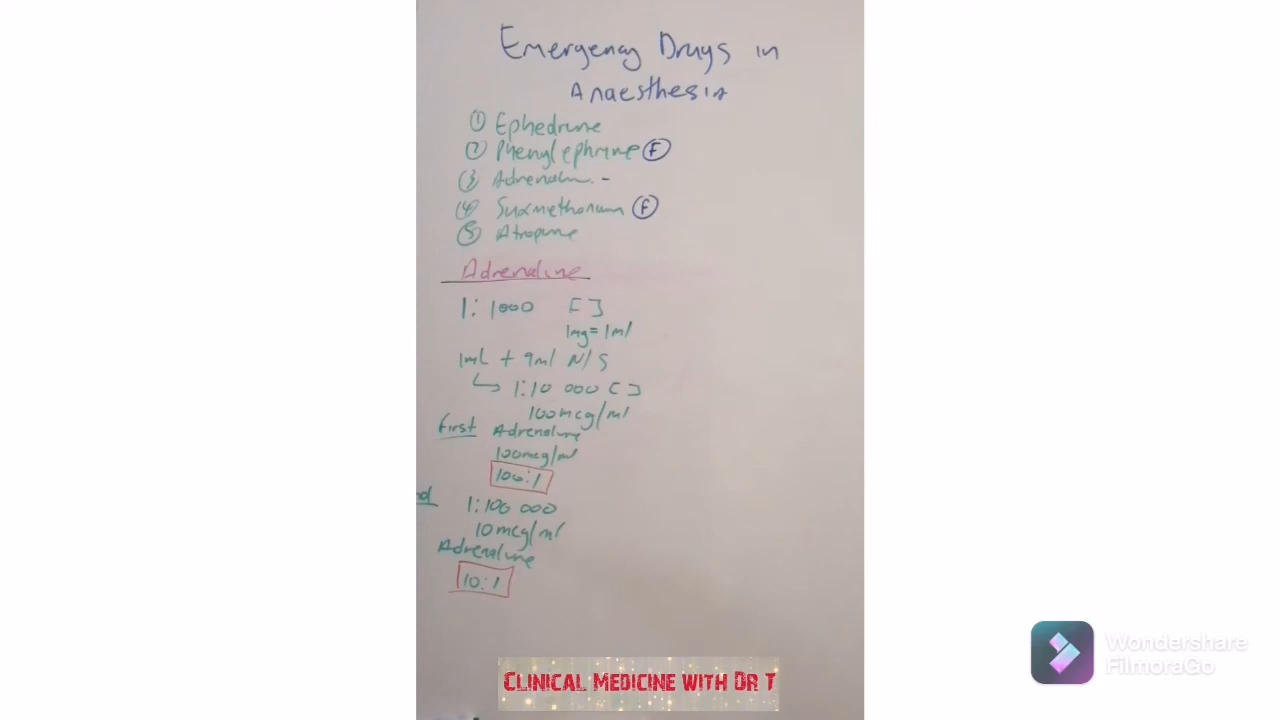 Emergency Drugs in
Anaesthesia
① Ephedrine
② Phenylephrine Ⓕ
③ Adrenalin -
④ Suxmethonium Ⓕ
⑤ Atropine
Adrenaline
1: 1000 [ ]
1mg = 1ml
1ml + 9ml N/S
↳ 1:10 000 [ ]
100mcg/ml
First Adrenaline
100mcg/ml
100:1
nd 1:100 000
10mcg/ml
Adrenaline
10:1
CLINICAL MEDICINE WITH DR T
Wondershare
FilmoraGo